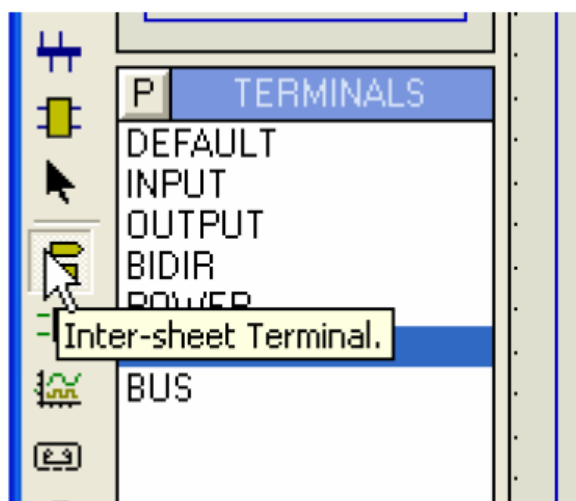 P TERMINALS
DEFAULT
INPUT
OUTPUT
BIDIR
POWER
Inter-sheet Terminal.
BUS